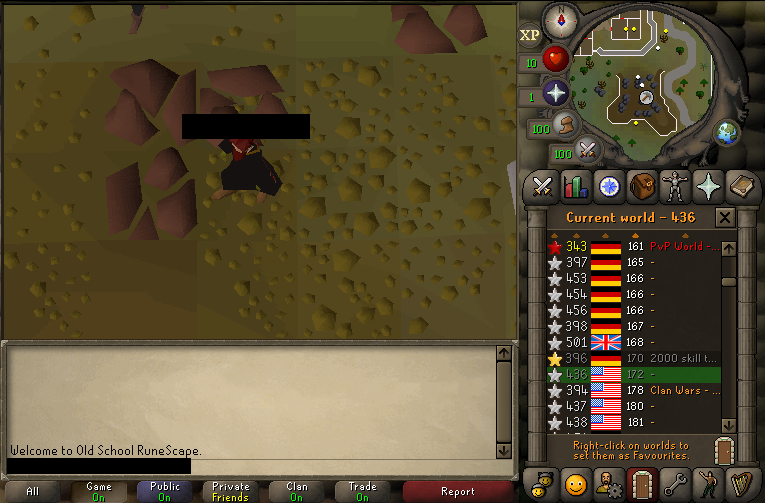 N
XP
10
1
100
100
Current world - 436
343 161 PvP World - ...
397 165 -
453 166 -
454 166 -
456 166 -
398 167 -
501 168 -
396 170 2000 skill t...
436 172 -
394 178 Clan Wars - ...
437 180 -
438 181 -
Right-click on worlds to
set them as Favourites.
Welcome to Old School RuneScape.
All
Game
On
Public
On
Private
Friends
Clan
On
Trade
On
Report